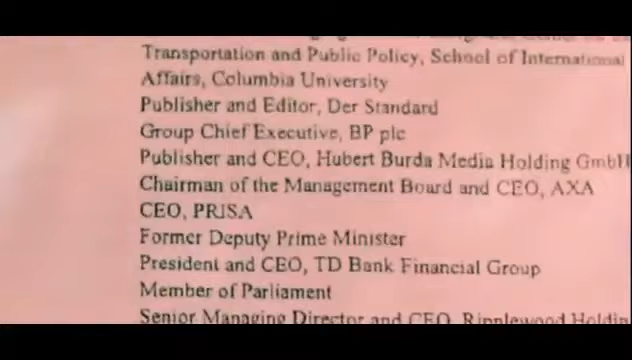 Transportation and Public Policy, School of International
Affairs, Columbia University
Publisher and Editor, Der Standard
Group Chief Executive, BP plc
Publisher and CEO, Hubert Burda Media Holding GmbH
Chairman of the Management Board and CEO, AXA
CEO, PRISA
Former Deputy Prime Minister
President and CEO, TD Bank Financial Group
Member of Parliament
Senior Managing Director and CEO, Ripplewood Holdin